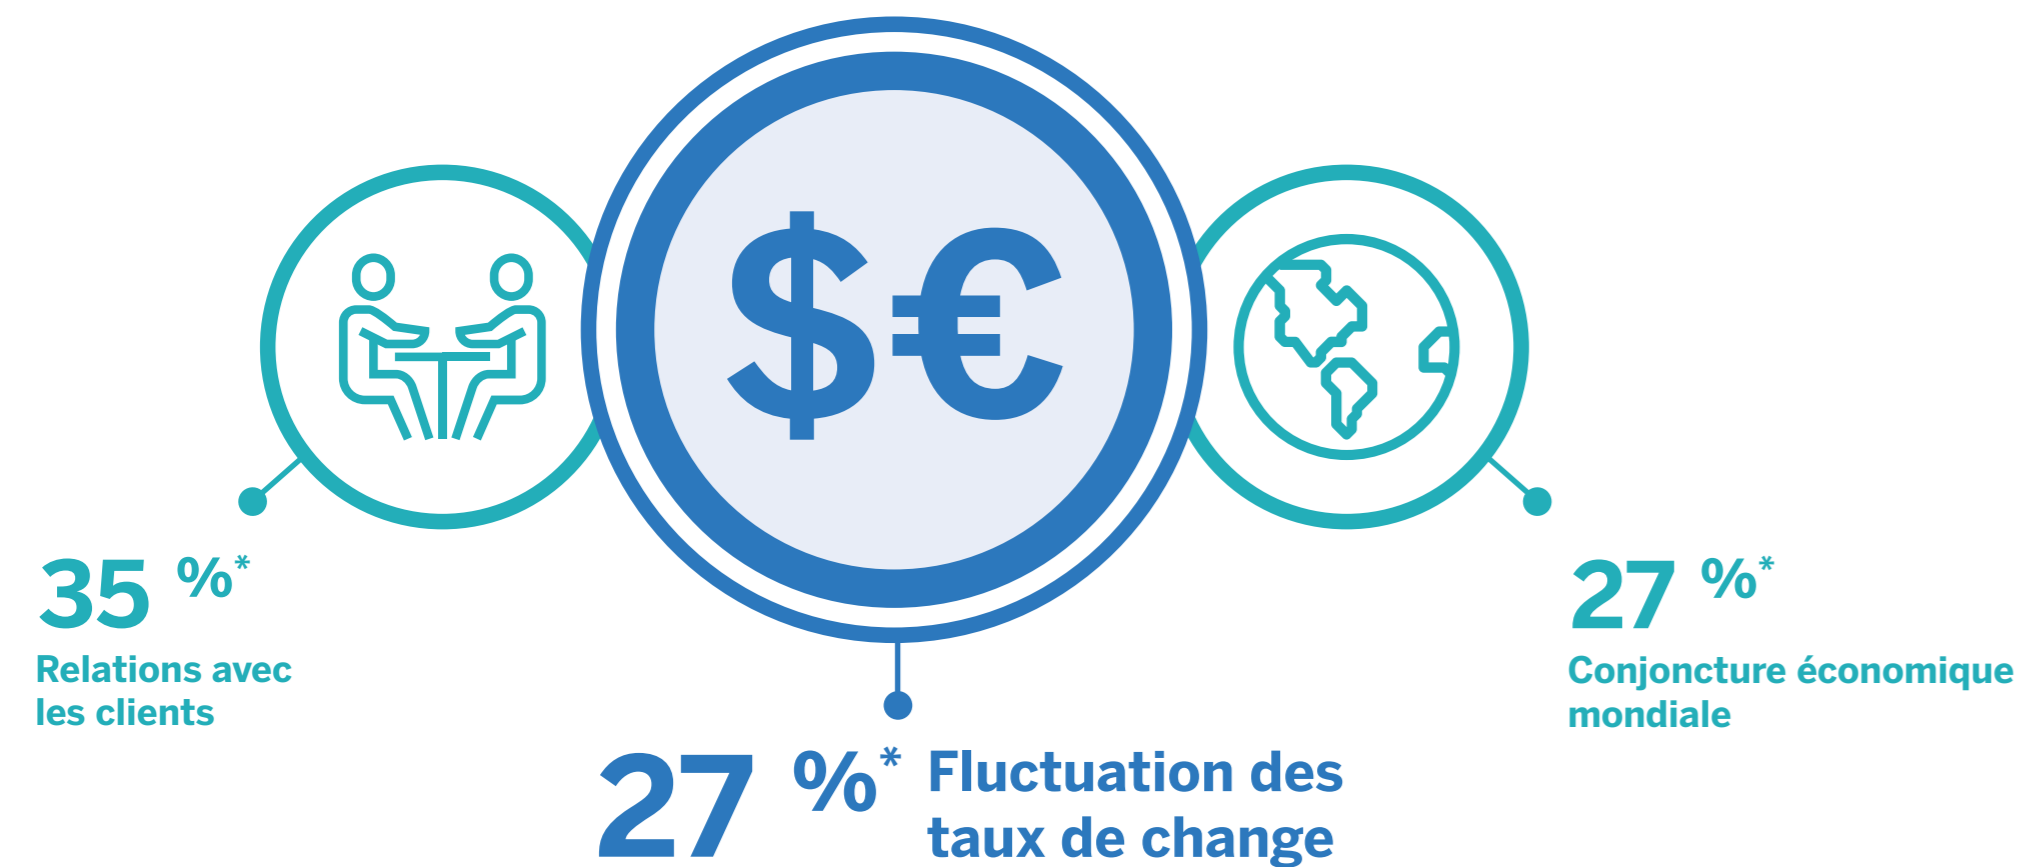 $€
35 %*
Relations avec
les clients
27 %*
Fluctuation des
taux de change
27 %*
Conjoncture économique
mondiale